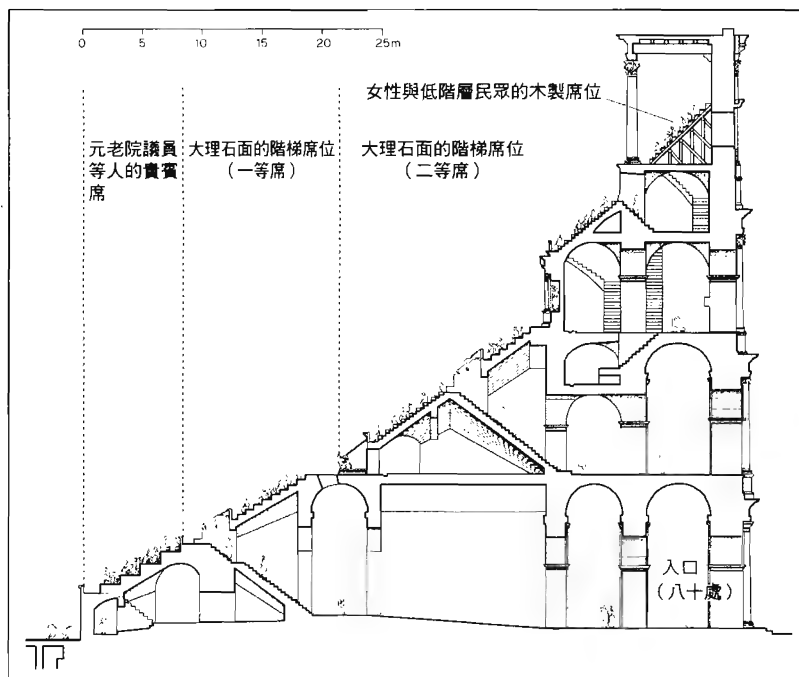 0 5 10 15 20 25m
女性與低階層民眾的木製席位
元老院議員
等人的貴賓
席
大理石面的階梯席位
（一等席）
大理石面的階梯席位
（二等席）
入口
（八十處）